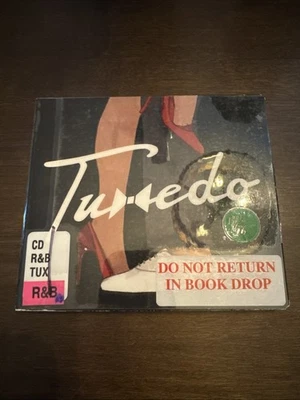 Tuxedo
CD
R&B
TUX
R&B
DO NOT RETURN
IN BOOK DROP